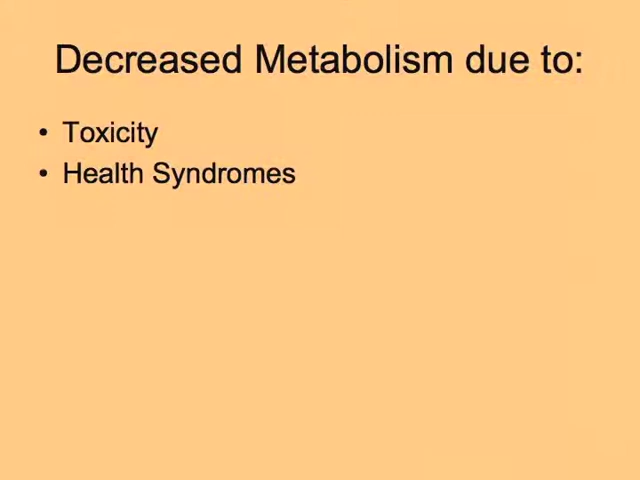 Decreased Metabolism due to:
• Toxicity
• Health Syndromes